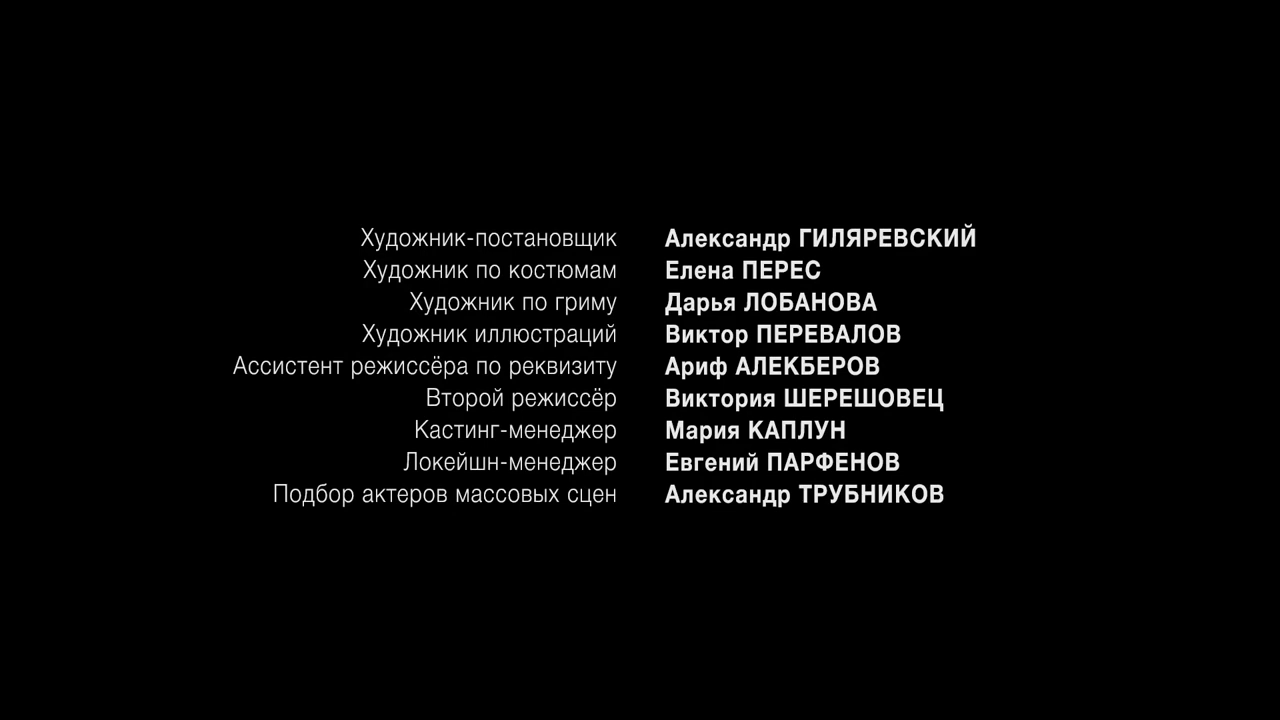 Художник-постановщик Александр ГИЛЯРЕВСКИЙ
Художник по костюмам Елена ПЕРЕС
Художник по гриму Дарья ЛОБАНОВА
Художник иллюстраций Виктор ПЕРЕВАЛОВ
Ассистент режиссёра по реквизиту Ариф АЛЕКБЕРОВ
Второй режиссёр Виктория ШЕРЕШОВЕЦ
Кастинг-менеджер Мария КАПЛУН
Локейшн-менеджер Евгений ПАРФЕНОВ
Подбор актеров массовых сцен Александр ТРУБНИКОВ